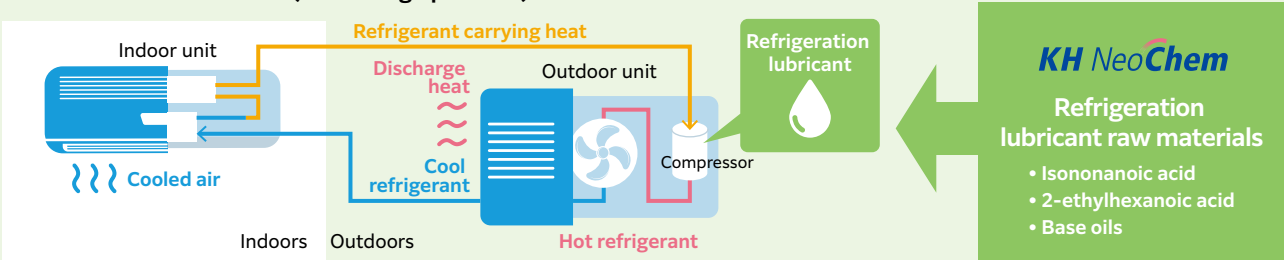 Refrigerant carrying heat
Indoor unit
Discharge
heat
Outdoor unit
Refrigeration
lubricant
Compressor
Cooled air
Cool
refrigerant
Indoors
Outdoors
Hot refrigerant
KH NeoChem
Refrigeration
lubricant raw materials
• Isononanoic acid
• 2-ethylhexanoic acid
• Base oils